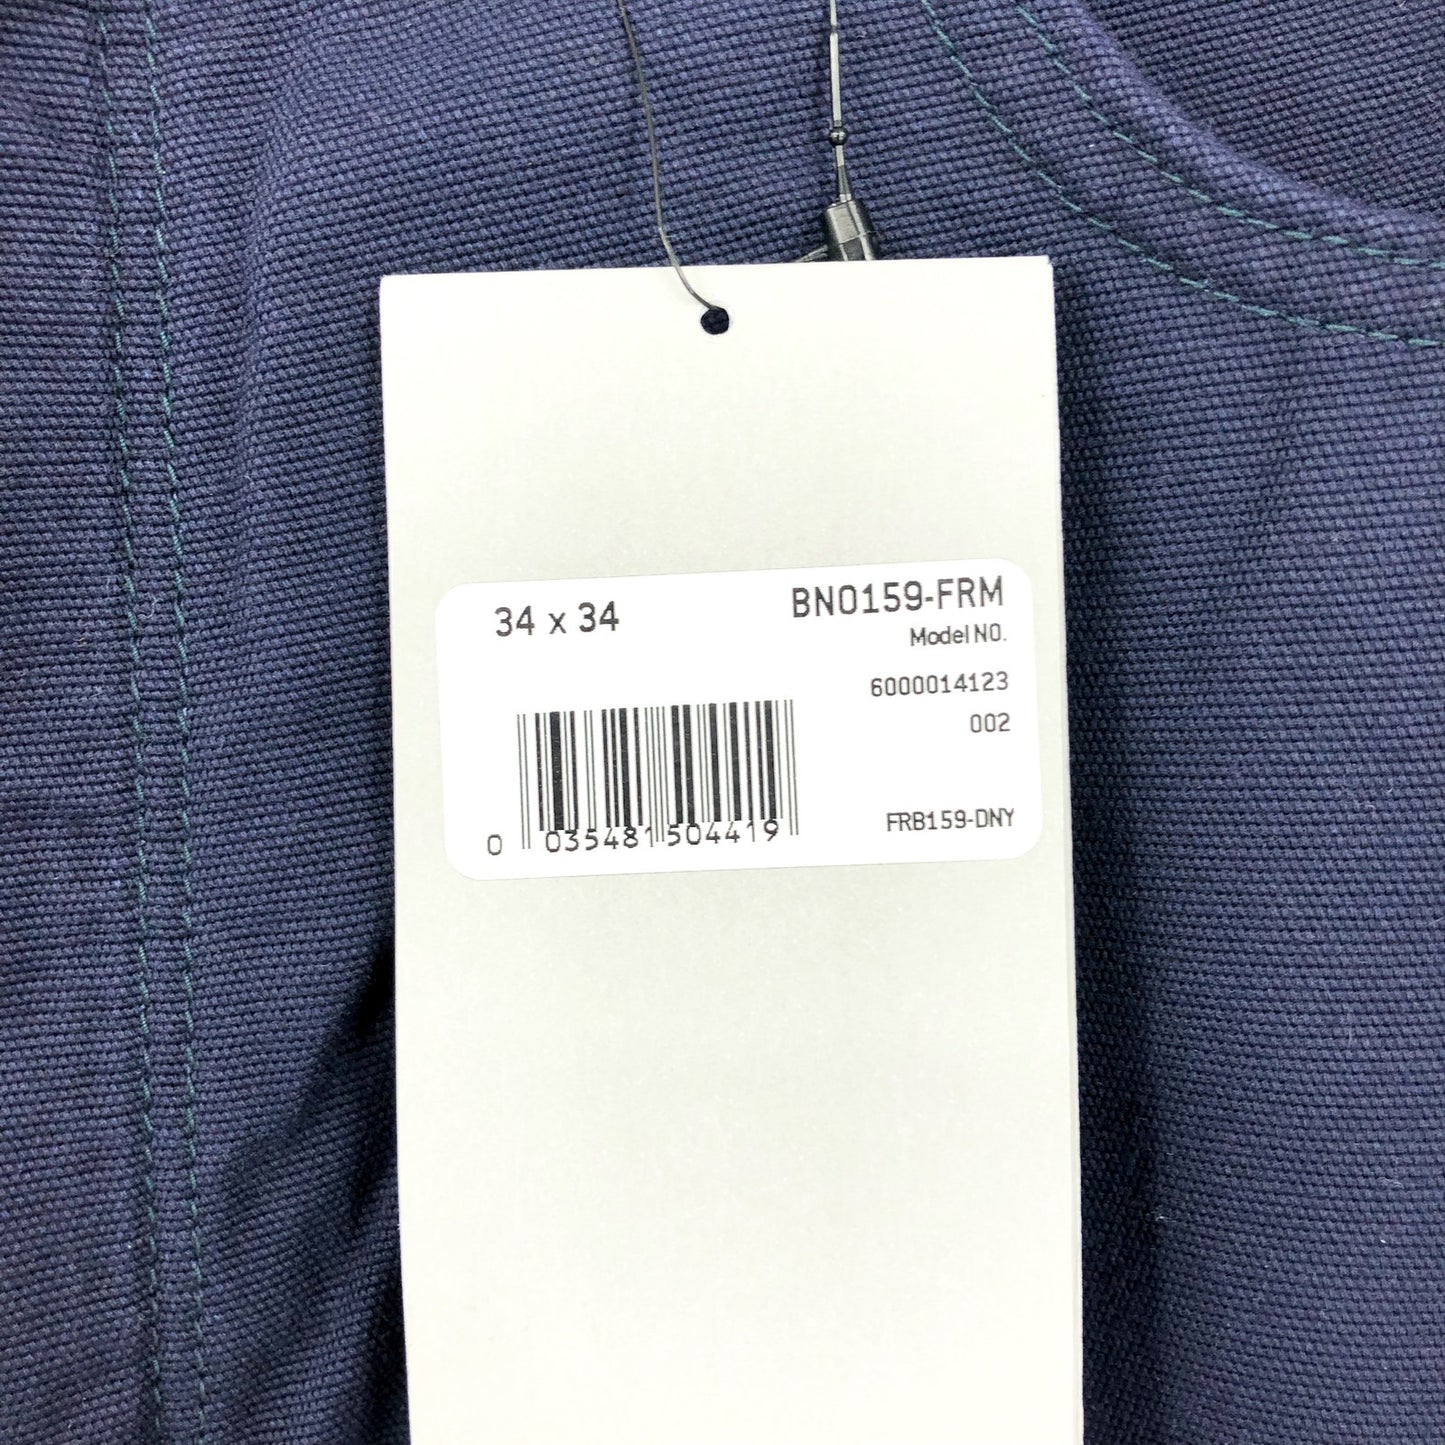 34 x 34
BN0159-FRM
Model NO.
6000014123
002
FRB159-DNY
0 035481 504419